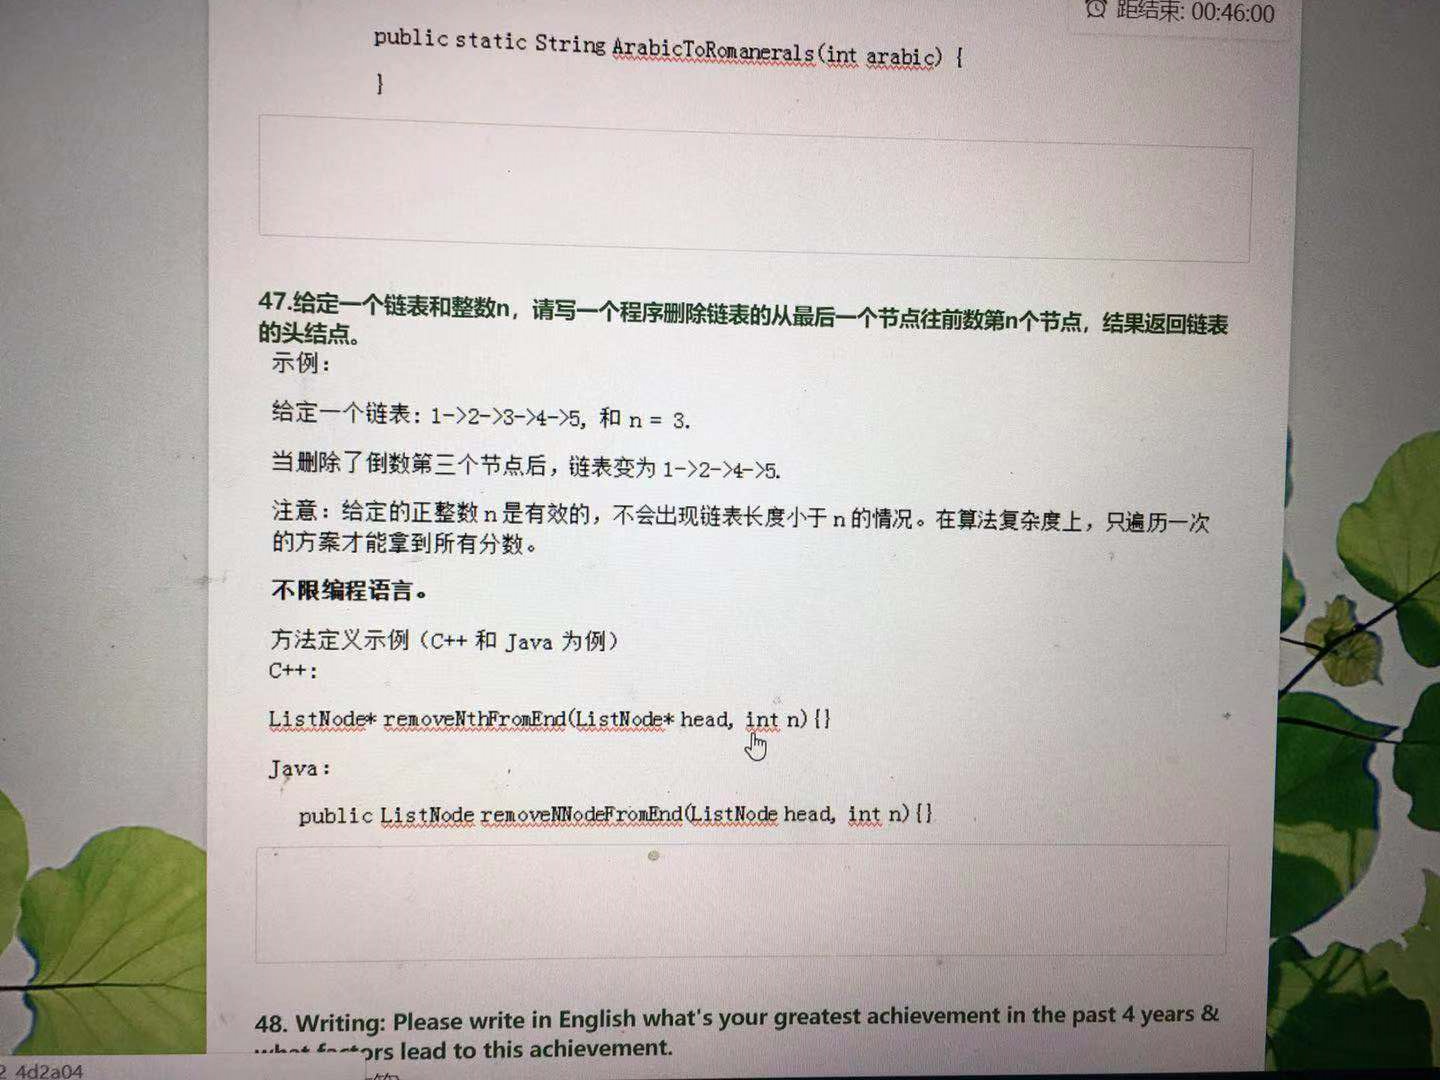 距结束: 00:46:00
public static String ArabicToRomanerals(int arabic) {
}
47.给定一个链表和整数n，请写一个程序删除链表的从最后一个节点往前数第n个节点，结果返回链表
的头结点。
示例：
给定一个链表: 1->2->3->4->5, 和 n = 3.
当删除了倒数第三个节点后，链表变为 1->2->4->5.
注意：给定的正整数 n 是有效的，不会出现链表长度小于 n 的情况。在算法复杂度上，只遍历一次
的方案才能拿到所有分数。
不限编程语言。
方法定义示例（C++ 和 Java 为例）
C++:
ListNode* removeNthFromEnd(ListNode* head, int n){}
Java:
public ListNode removeNNodeFromEnd(ListNode head, int n){}
48. Writing: Please write in English what's your greatest achievement in the past 4 years &
what factors lead to this achievement.
2_4d2a04